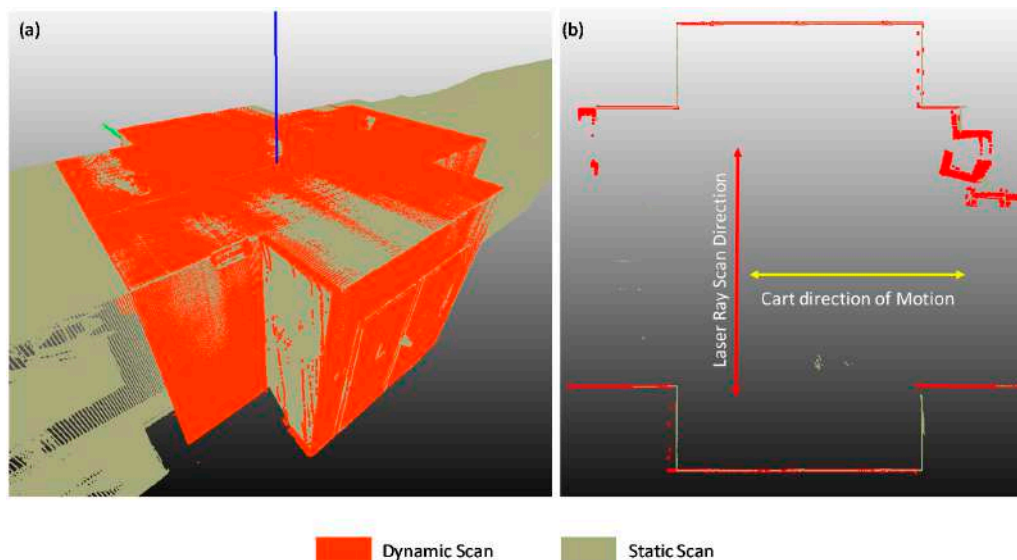 (a)
(b)
Laser Ray Scan Direction
Cart direction of Motion
Dynamic Scan
Static Scan